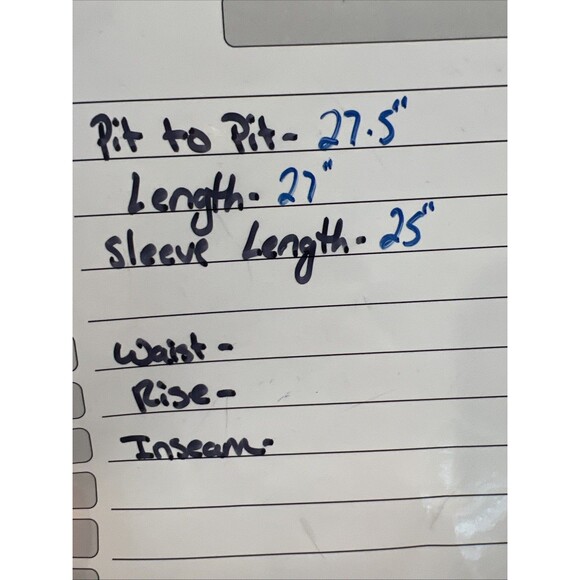 Pit to Pit- 27.5"
Length- 27"
Sleeve Length- 25"
Waist-
Rise-
Inseam-